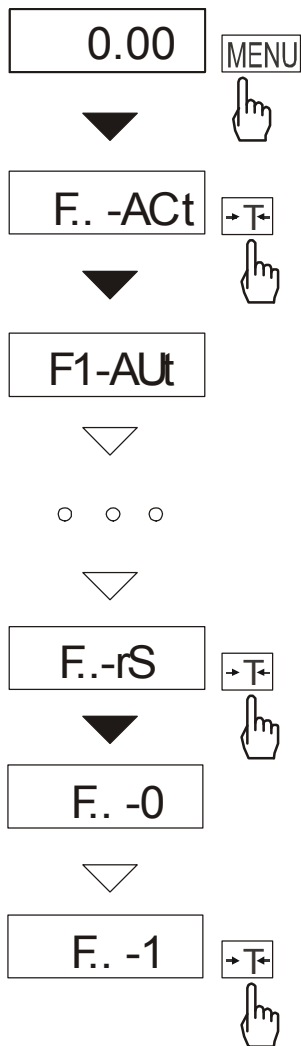 0.00 MENU
F.. -ACt →T←
F1-AUt
F..-rS →T←
F.. -0
F.. -1 →T←